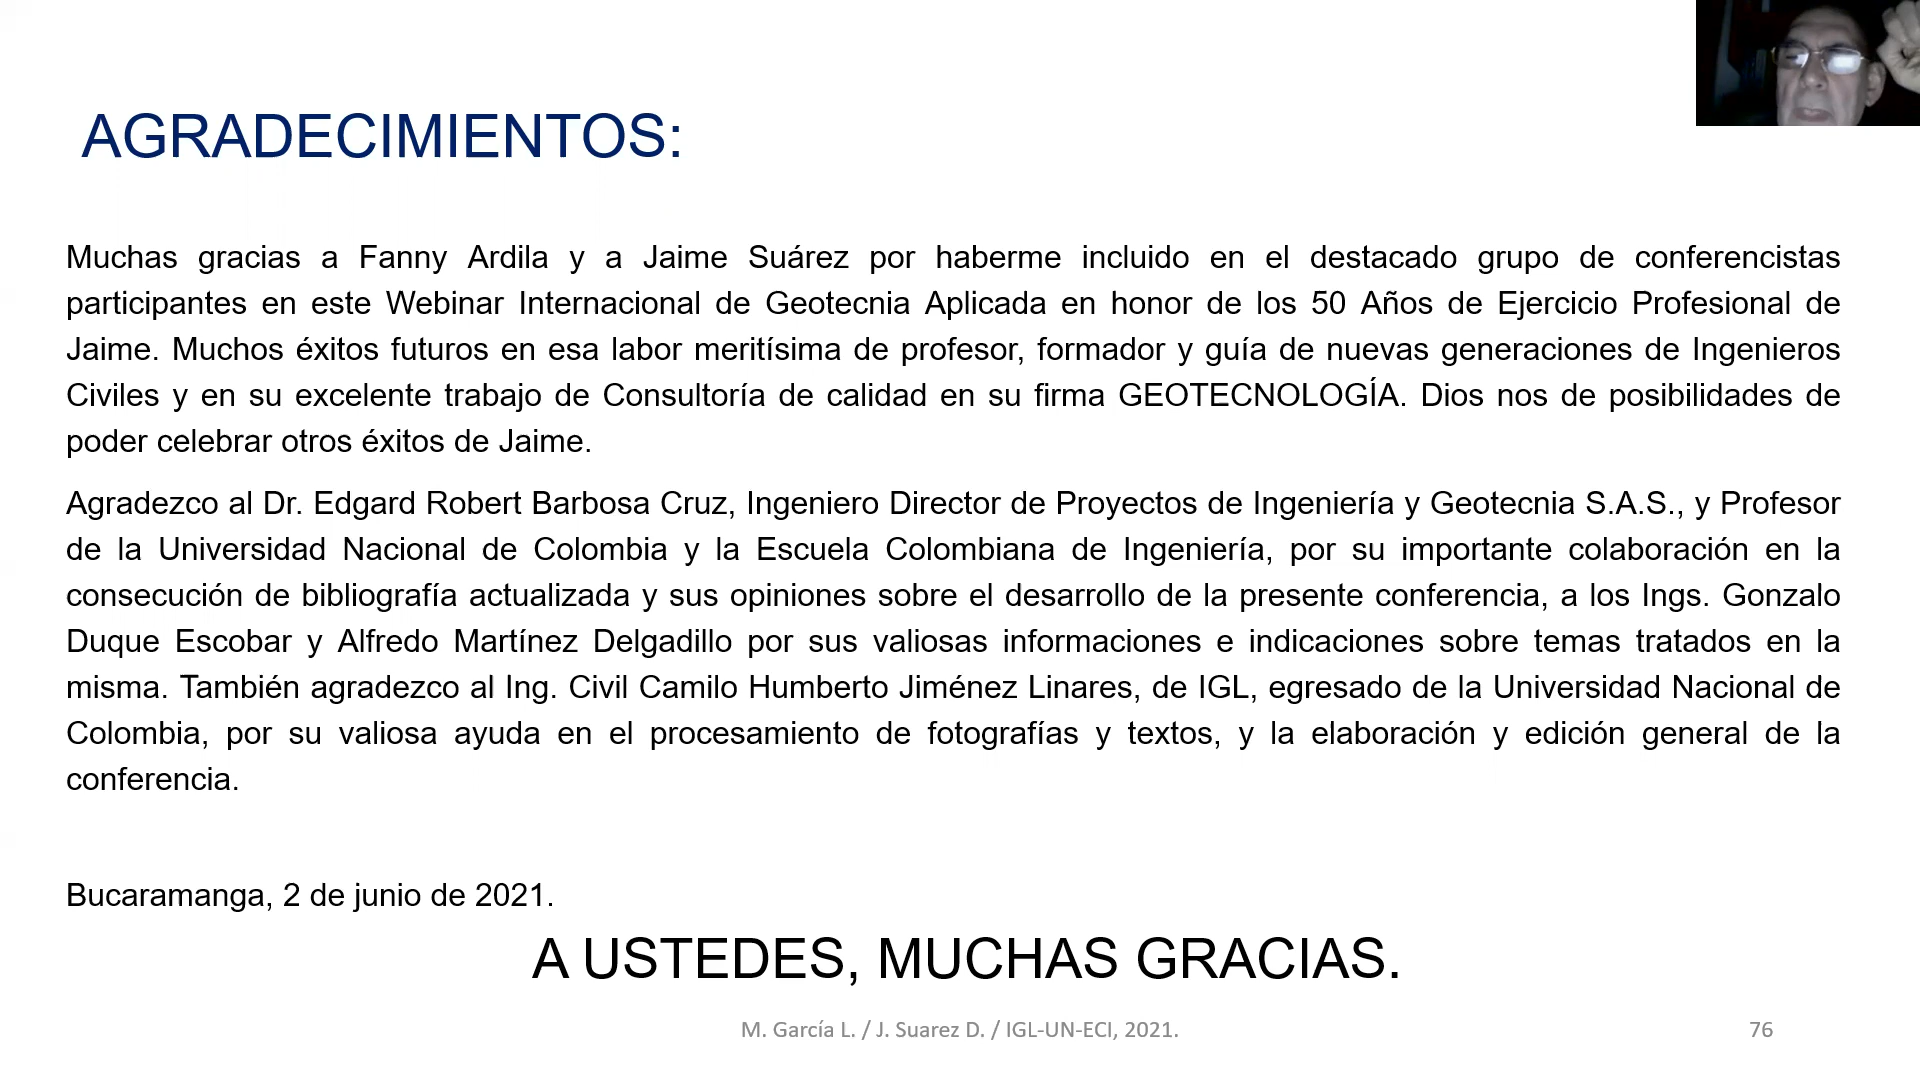 AGRADECIMIENTOS:
Muchas gracias a Fanny Ardila y a Jaime Suárez por haberme incluido en el destacado grupo de conferencistas
participantes en este Webinar Internacional de Geotecnia Aplicada en honor de los 50 Años de Ejercicio Profesional de
Jaime. Muchos éxitos futuros en esa labor meritísima de profesor, formador y guía de nuevas generaciones de Ingenieros
Civiles y en su excelente trabajo de Consultoría de calidad en su firma GEOTECNOLOGÍA. Dios nos de posibilidades de
poder celebrar otros éxitos de Jaime.
Agradezco al Dr. Edgard Robert Barbosa Cruz, Ingeniero Director de Proyectos de Ingeniería y Geotecnia S.A.S., y Profesor
de la Universidad Nacional de Colombia y la Escuela Colombiana de Ingeniería, por su importante colaboración en la
consecución de bibliografía actualizada y sus opiniones sobre el desarrollo de la presente conferencia, a los Ings. Gonzalo
Duque Escobar y Alfredo Martínez Delgadillo por sus valiosas informaciones e indicaciones sobre temas tratados en la
misma. También agradezco al Ing. Civil Camilo Humberto Jiménez Linares, de IGL, egresado de la Universidad Nacional de
Colombia, por su valiosa ayuda en el procesamiento de fotografías y textos, y la elaboración y edición general de la
conferencia.
Bucaramanga, 2 de junio de 2021.
A USTEDES, MUCHAS GRACIAS.
M. García L. / J. Suarez D. / IGL-UN-ECI, 2021.
76